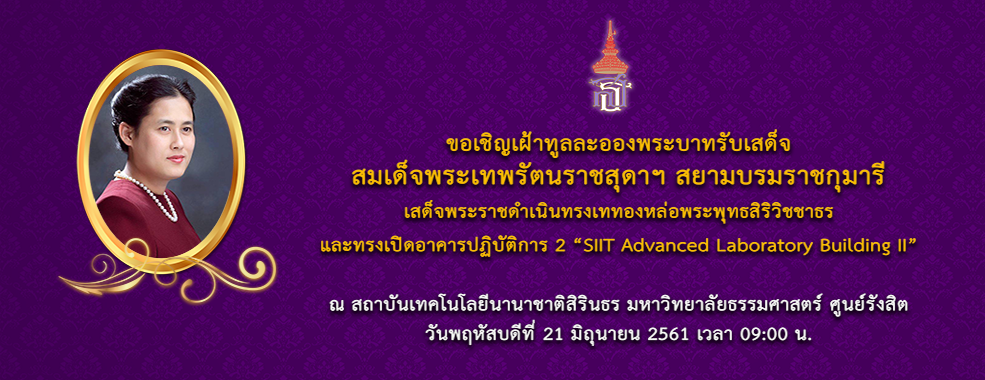 ขอเชิญเฝ้าทูลละอองพระบาทรับเสด็จ
สมเด็จพระเทพรัตนราชสุดาฯ สยามบรมราชกุมารี
เสด็จพระราชดำเนินทรงเททองหล่อพระพุทธสิริวิชชาธร
และทรงเปิดอาคารปฏิบัติการ 2 “SIIT Advanced Laboratory Building II”
ณ สถาบันเทคโนโลยีนานาชาติสิรินธร มหาวิทยาลัยธรรมศาสตร์ ศูนย์รังสิต
วันพฤหัสบดีที่ 21 มิถุนายน 2561 เวลา 09:00 น.